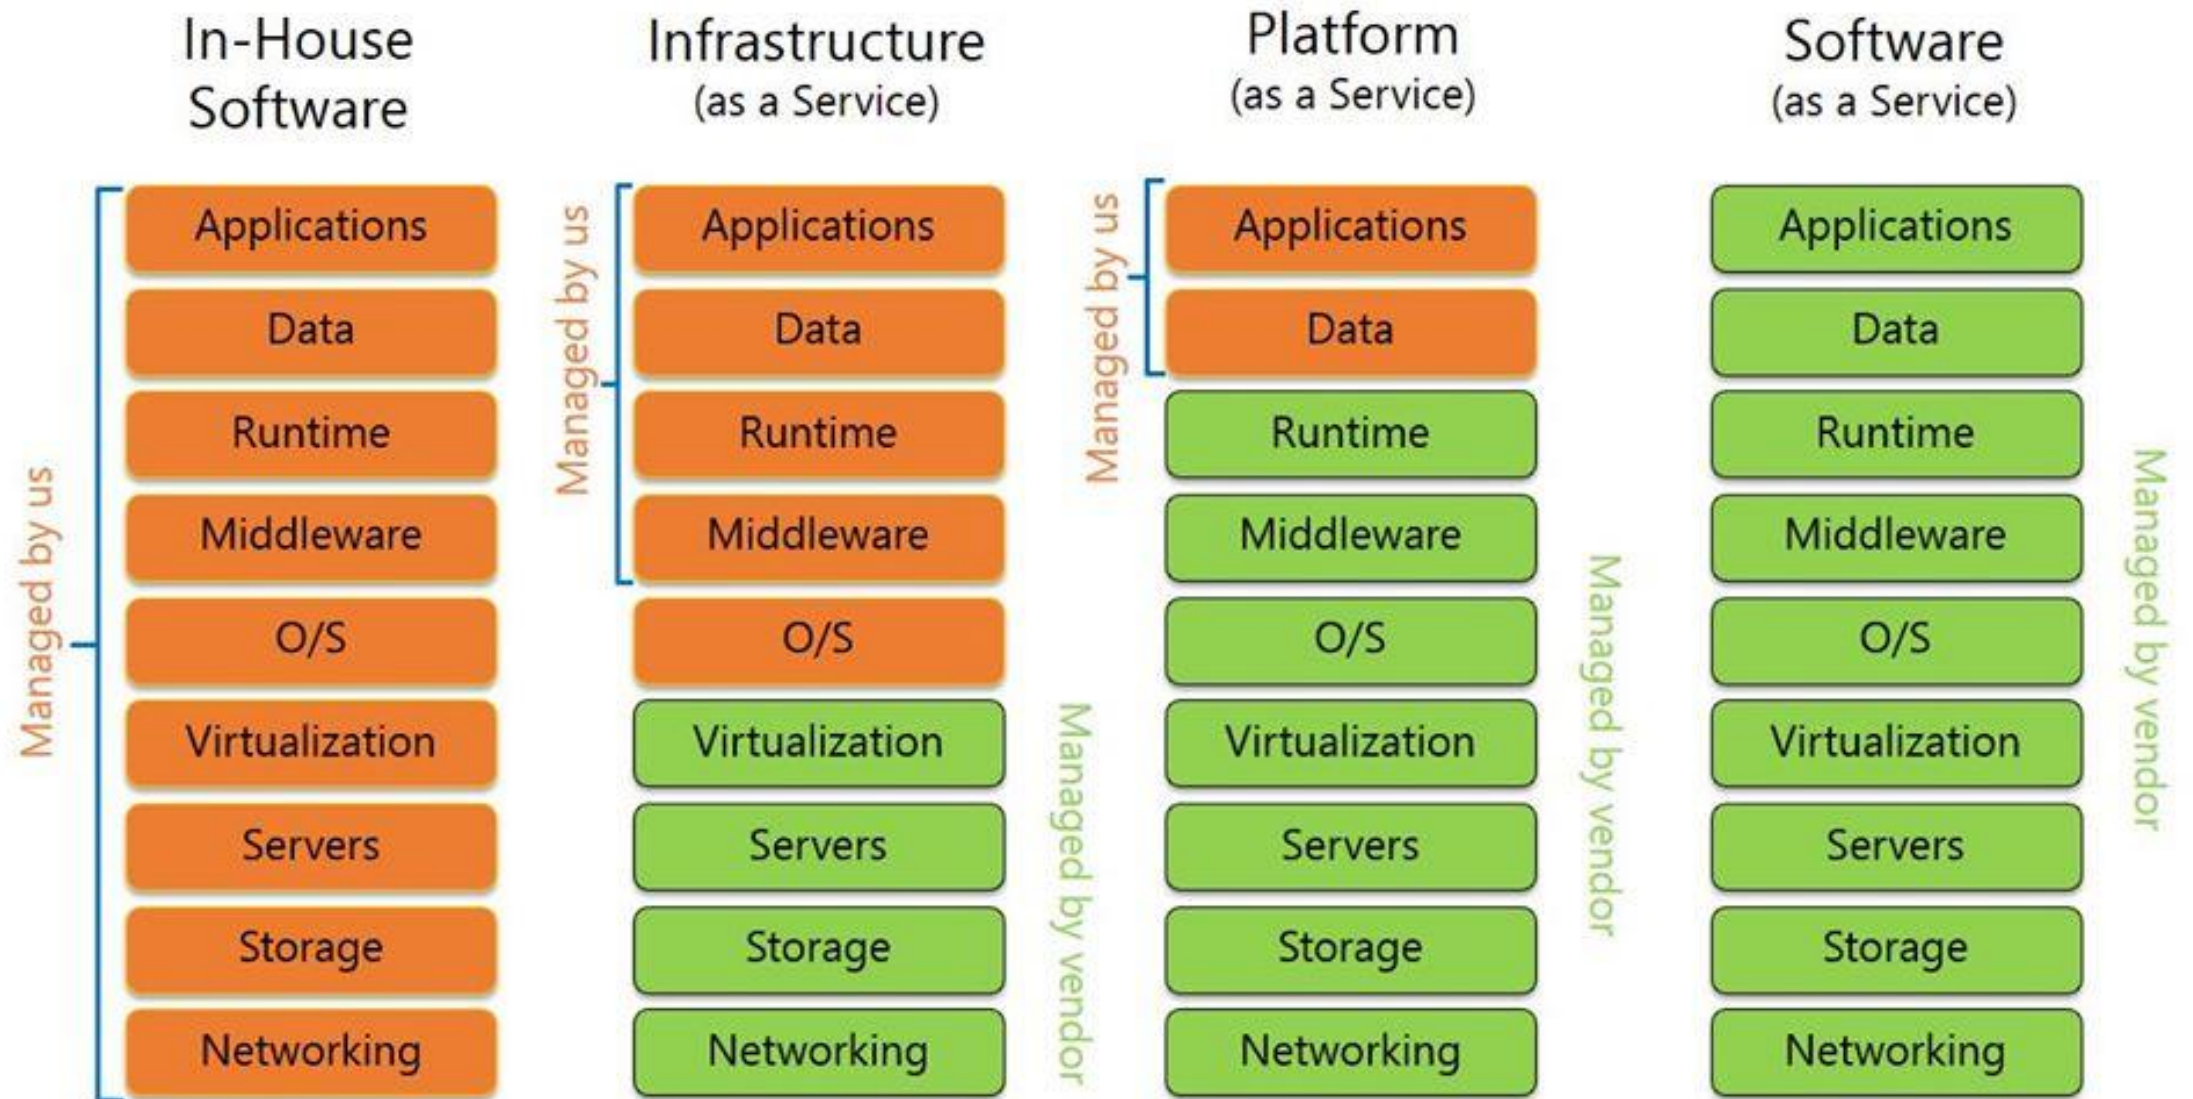 In-House
Software
Managed by us
Applications
Data
Runtime
Middleware
O/S
Virtualization
Servers
Storage
Networking
Infrastructure
(as a Service)
Managed by us
Applications
Data
Runtime
Middleware
O/S
Virtualization
Servers
Storage
Networking
Managed by vendor
Platform
(as a Service)
Managed by us
Applications
Data
Runtime
Middleware
O/S
Virtualization
Servers
Storage
Networking
Managed by vendor
Software
(as a Service)
Applications
Data
Runtime
Middleware
O/S
Virtualization
Servers
Storage
Networking
Managed by vendor